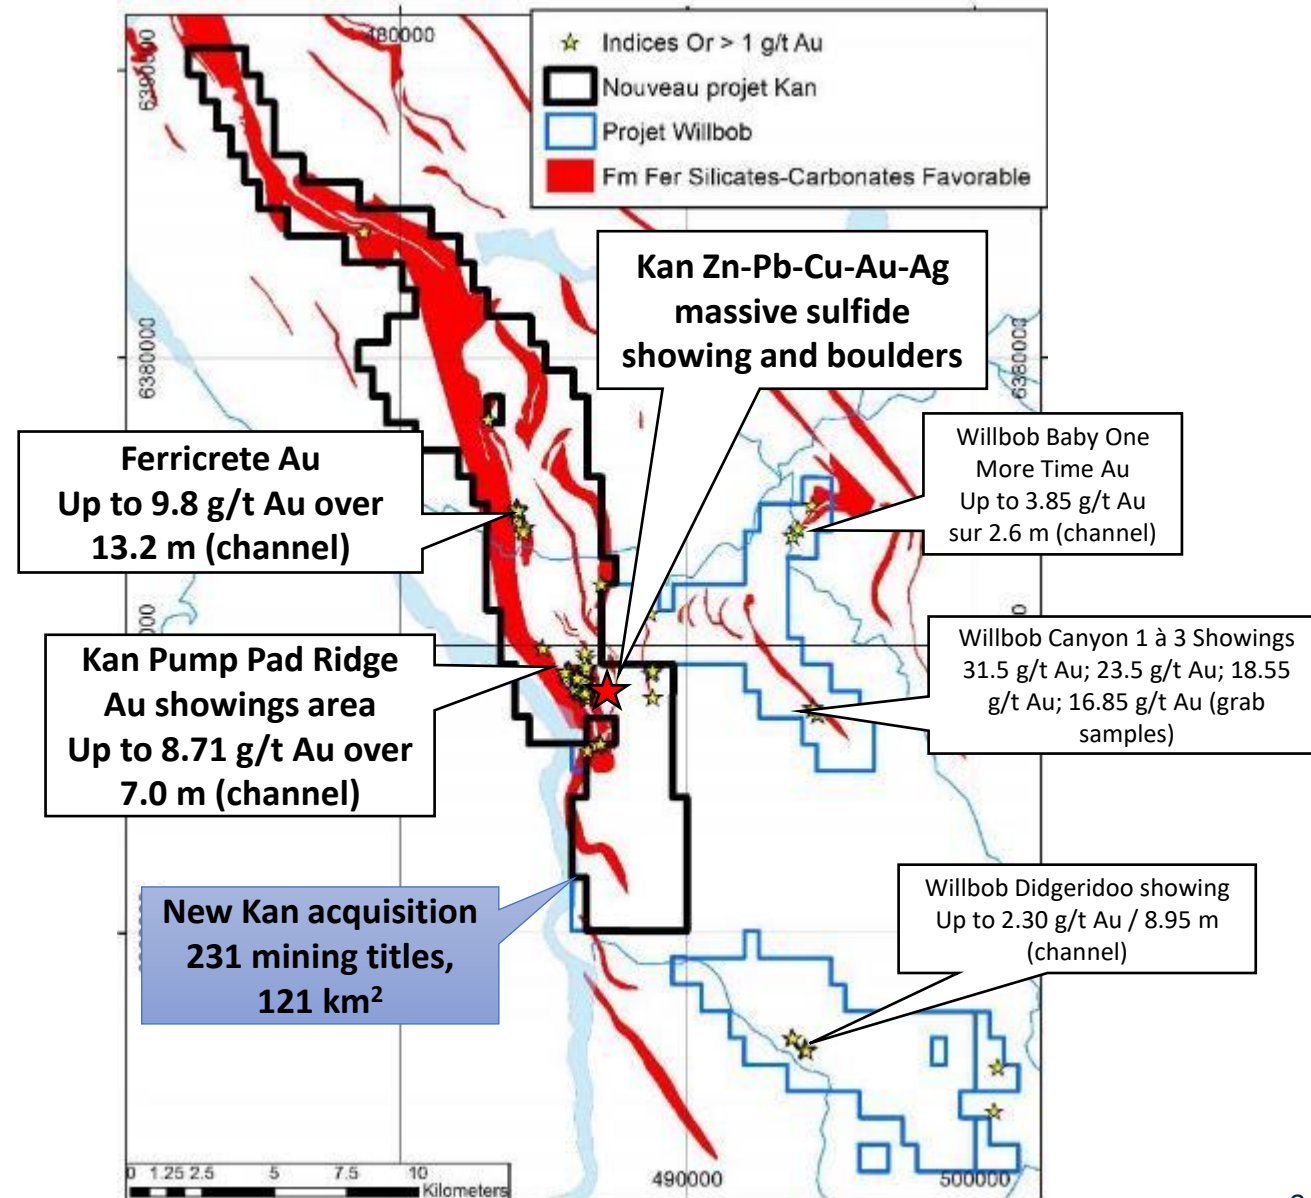 480000
6390000
Indices Or > 1 g/t Au
Nouveau projet Kan
Projet Willbob
Fm Fer Silicates-Carbonates Favorable
Kan Zn-Pb-Cu-Au-Ag
massive sulfide
showing and boulders
6380000
6380000
Ferricrete Au
Up to 9.8 g/t Au over
13.2 m (channel)
Willbob Baby One
More Time Au
Up to 3.85 g/t Au
sur 2.6 m (channel)
Kan Pump Pad Ridge
Au showings area
Up to 8.71 g/t Au over
7.0 m (channel)
Willbob Canyon 1 à 3 Showings
31.5 g/t Au; 23.5 g/t Au; 18.55
g/t Au; 16.85 g/t Au (grab
samples)
New Kan acquisition
231 mining titles,
121 km²
Willbob Didgeridoo showing
Up to 2.30 g/t Au / 8.95 m
(channel)
0 1.25 2.5 5 7.5 10
Kilometers
490000
500000